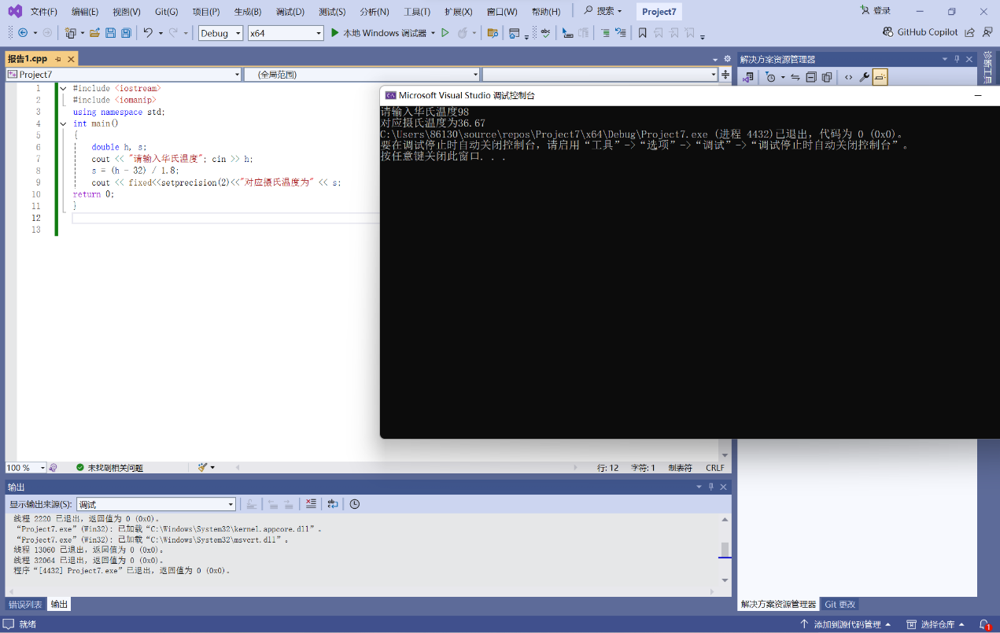 文件(F) 编辑(E) 视图(V) Git(G) 项目(P) 生成(B) 调试(D) 测试(S) 分析(N) 工具(T) 扩展(X) 窗口(W) 帮助(H) 搜索 Project7 登录
Debug x64 本地 Windows 调试器 GitHub Copilot
报告1.cpp
Project7 (全局范围)
解决方案资源管理器
诊断工具
1 #include <iostream>
2 #include <iomanip>
3 using namespace std;
4 int main()
5 {
6 double h, s;
7 cout << "请输入华氏温度"; cin >> h;
8 s = (h - 32) / 1.8;
9 cout << fixed<<setprecision(2)<<"对应摄氏温度为" << s;
10 return 0;
11 }
12
13
Microsoft Visual Studio 调试控制台
请输入华氏温度98
对应摄氏温度为36.67
C:\Users\86130\source\repos\Project7\x64\Debug\Project7.exe (进程 4432)已退出，代码为 0 (0x0)。
要在调试停止时自动关闭控制台，请启用“工具”->“选项”->“调试”->“调试停止时自动关闭控制台”。
按任意键关闭此窗口. . .
100 % 未找到相关问题 行: 12 字符: 1 制表符 CRLF
输出
显示输出来源(S): 调试
线程 2220 已退出，返回值为 0 (0x0)。
“Project7.exe”(Win32): 已加载“C:\Windows\System32\kernel.appcore.dll”。
“Project7.exe”(Win32): 已加载“C:\Windows\System32\msvcrt.dll”。
线程 13060 已退出，返回值为 0 (0x0)。
线程 32064 已退出，返回值为 0 (0x0)。
程序“[4432] Project7.exe”已退出，返回值为 0 (0x0)。
错误列表 输出
解决方案资源管理器 Git 更改
就绪 添加到源代码管理 选择仓库 1